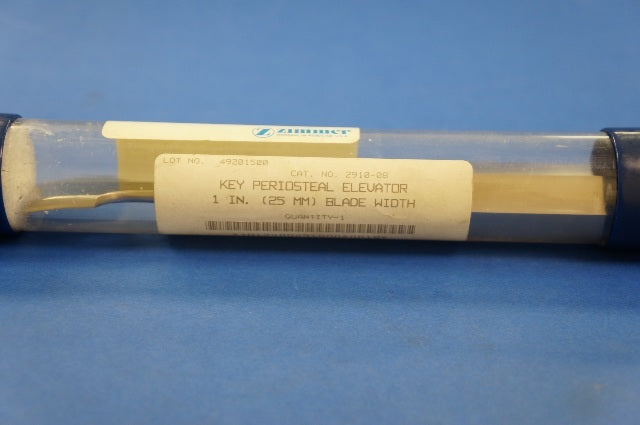 zimmer
LOT NO. 49201500
CAT. NO. 2910-08
KEY PERIOSTEAL ELEVATOR
1 IN. (25 MM) BLADE WIDTH
QUANTITY-1